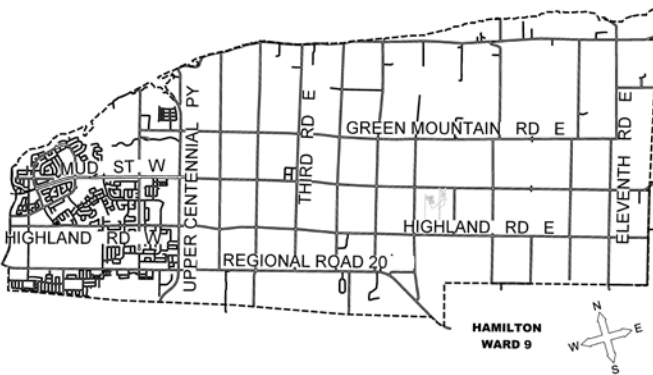 UPPER CENTENNIAL PY
THIRD RD E
GREEN MOUNTAIN RD E
ELEVENTH RD E
MUD ST W
HIGHLAND RD E
HIGHLAND RD W
REGIONAL ROAD 20
HAMILTON
WARD 9
N
W E
S